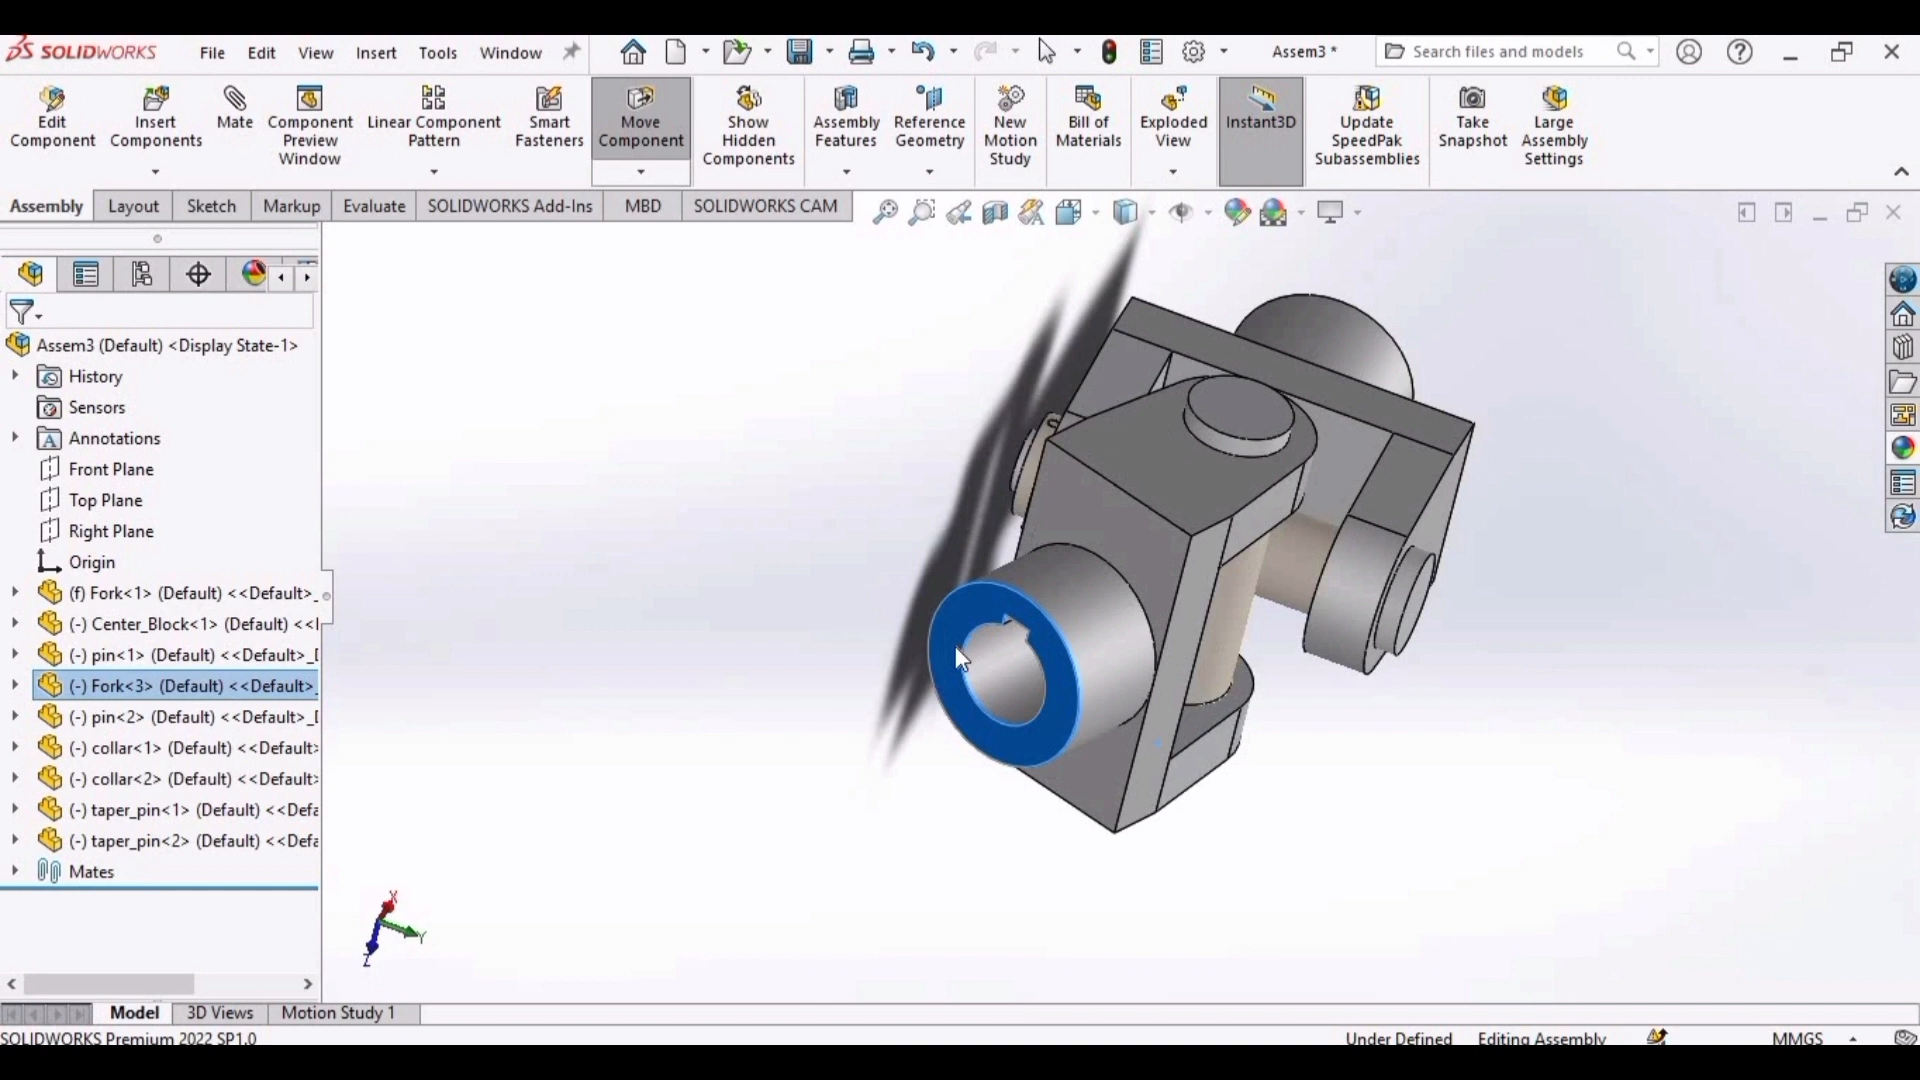 SOLIDWORKS File Edit View Insert Tools Window Assem3 * Search files and models
Edit Component
Insert Components
Mate
Component Preview Window
Linear Component Pattern
Smart Fasteners
Move Component
Show Hidden Components
Assembly Features
Reference Geometry
New Motion Study
Bill of Materials
Exploded View
Instant3D
Update SpeedPak Subassemblies
Take Snapshot
Large Assembly Settings
Assembly Layout Sketch Markup Evaluate SOLIDWORKS Add-Ins MBD SOLIDWORKS CAM
Assem3 (Default) <Display State-1>
History
Sensors
A Annotations
Front Plane
Top Plane
Right Plane
Origin
(f) Fork<1> (Default) <<Default>_
(-) Center_Block<1> (Default) <<
(-) pin<1> (Default) <<Default>_
(-) Fork<3> (Default) <<Default>_
(-) pin<2> (Default) <<Default>_
(-) collar<1> (Default) <<Default>
(-) collar<2> (Default) <<Default>
(-) taper_pin<1> (Default) <<Defa
(-) taper_pin<2> (Default) <<Defa
Mates
X
Y
Z
Model 3D Views Motion Study 1
SOLIDWORKS Premium 2022 SP1.0 Under Defined Editing Assembly MMGS